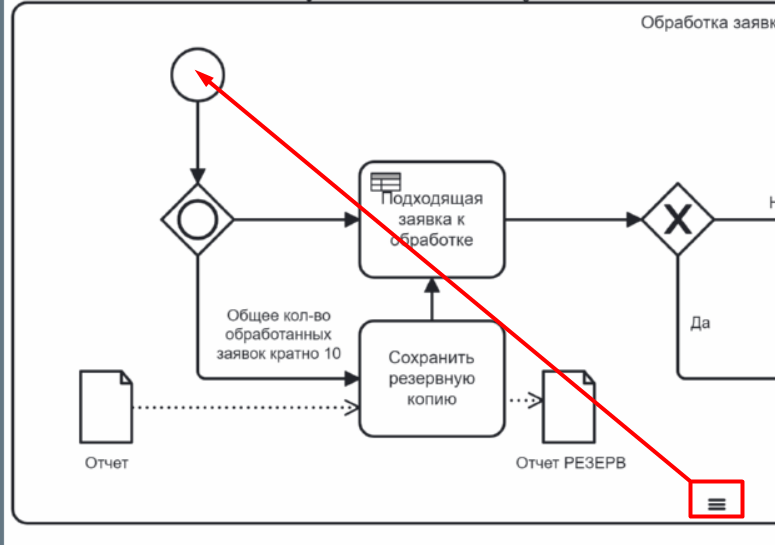 Обработка заявк
Подходящая
заявка к
обработке
Н
Общее кол-во
обработанных
заявок кратно 10
Да
Сохранить
резервную
копию
Отчет
Отчет РЕЗЕРВ